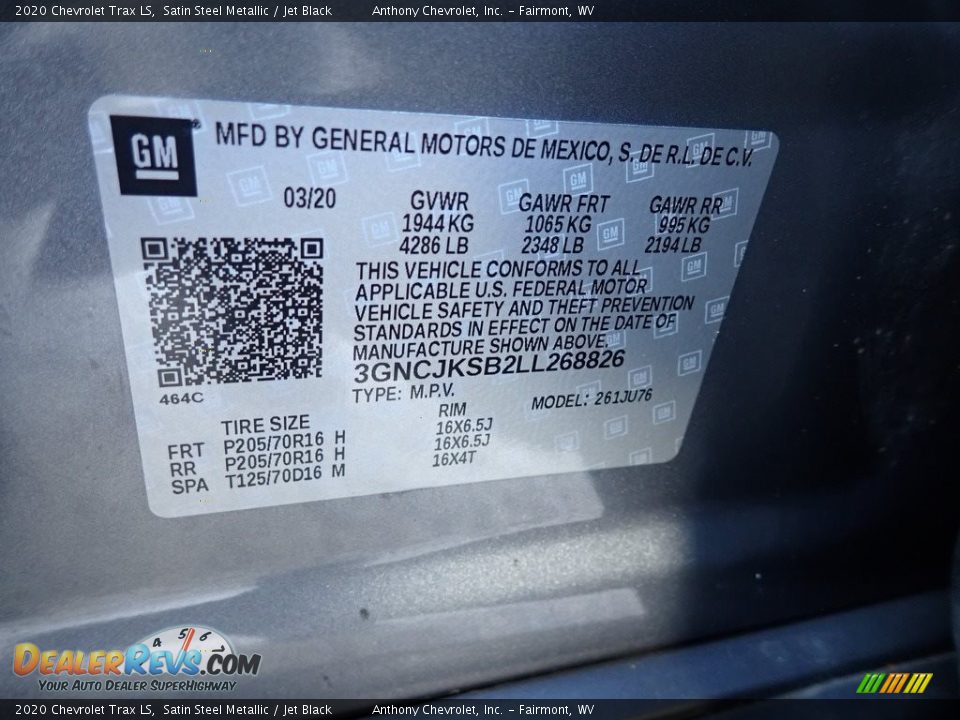 2020 Chevrolet Trax LS, Satin Steel Metallic / Jet Black Anthony Chevrolet, Inc. - Fairmont, WV
GM MFD BY GENERAL MOTORS DE MEXICO, S. DE R.L. DE C.V.
03/20 GVWR GAWR FRT GAWR RR
1944 KG 1065 KG 995 KG
4286 LB 2348 LB 2194 LB
THIS VEHICLE CONFORMS TO ALL
APPLICABLE U.S. FEDERAL MOTOR
VEHICLE SAFETY AND THEFT PREVENTION
STANDARDS IN EFFECT ON THE DATE OF
MANUFACTURE SHOWN ABOVE.
3GNCJKSB2LL268826
464C TYPE: M.P.V. MODEL: 261JU76
TIRE SIZE RIM
FRT P205/70R16 H 16X6.5J
RR P205/70R16 H 16X6.5J
SPA T125/70D16 M 16X4T
4 5 6
DEALERREVS.COM
YOUR AUTO DEALER SUPERHIGHWAY
2020 Chevrolet Trax LS, Satin Steel Metallic / Jet Black Anthony Chevrolet, Inc. - Fairmont, WV